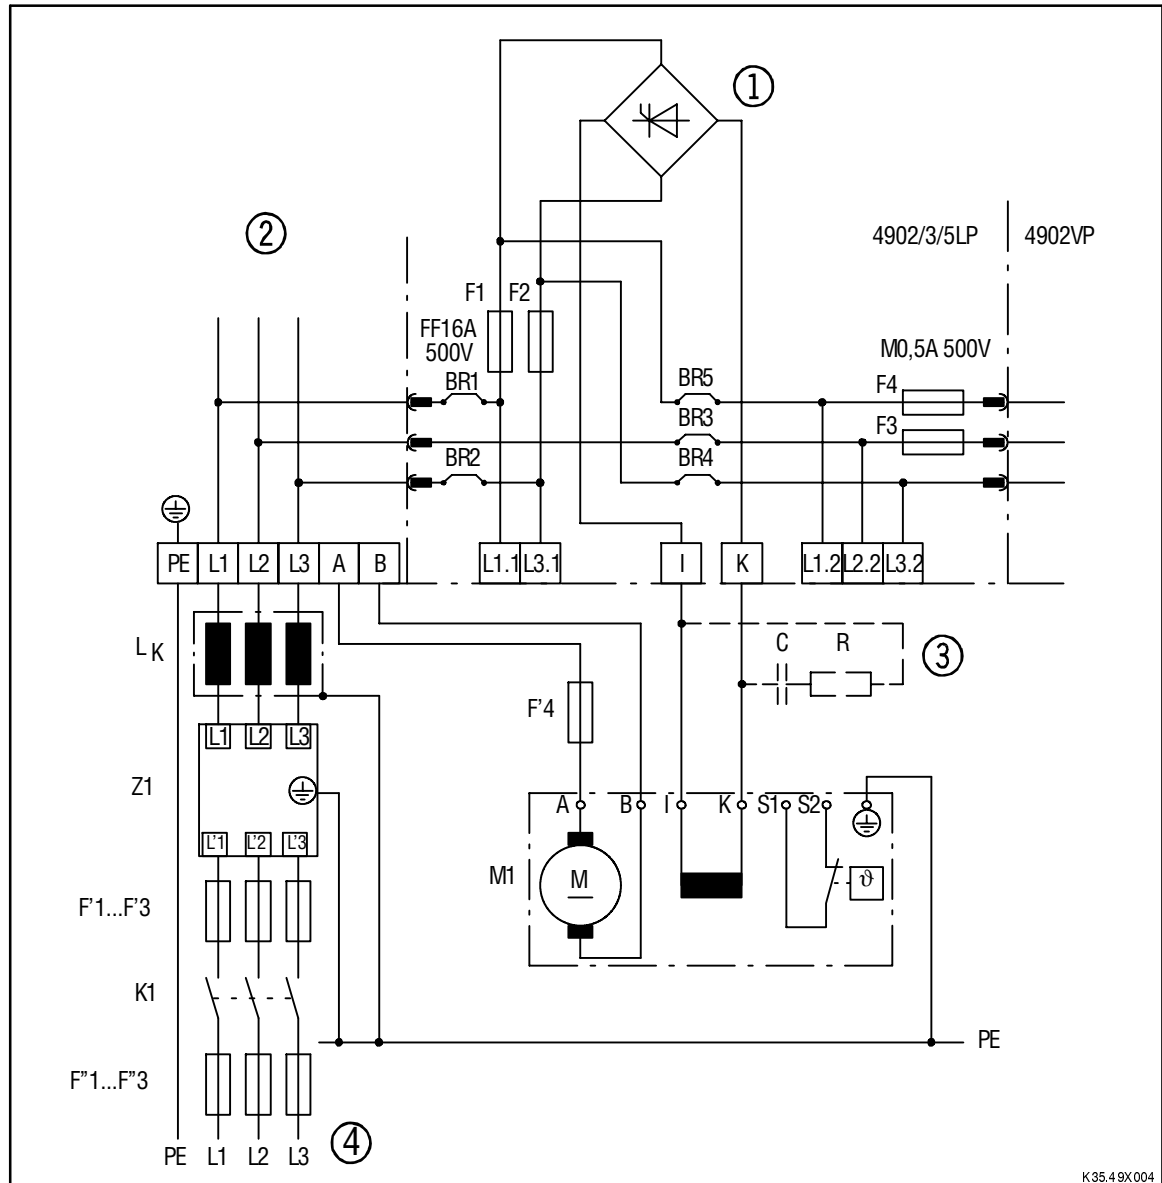 1
2
4902/3/5LP 4902VP
F1 F2
FF16A
500V
M0,5A 500V
BR1 BR5 F4
BR3 F3
BR2 BR4
PE L1 L2 L3 A B L1.1 L3.1 I K L1.2 L2.2 L3.2
LK
C R 3
F'4
L1 L2 L3
Z1
A B I K S1 S2
L'1 L'2 L'3
M1 M ϑ
F'1...F'3
K1
PE
F"1...F"3
PE L1 L2 L3 4
K35.49X004